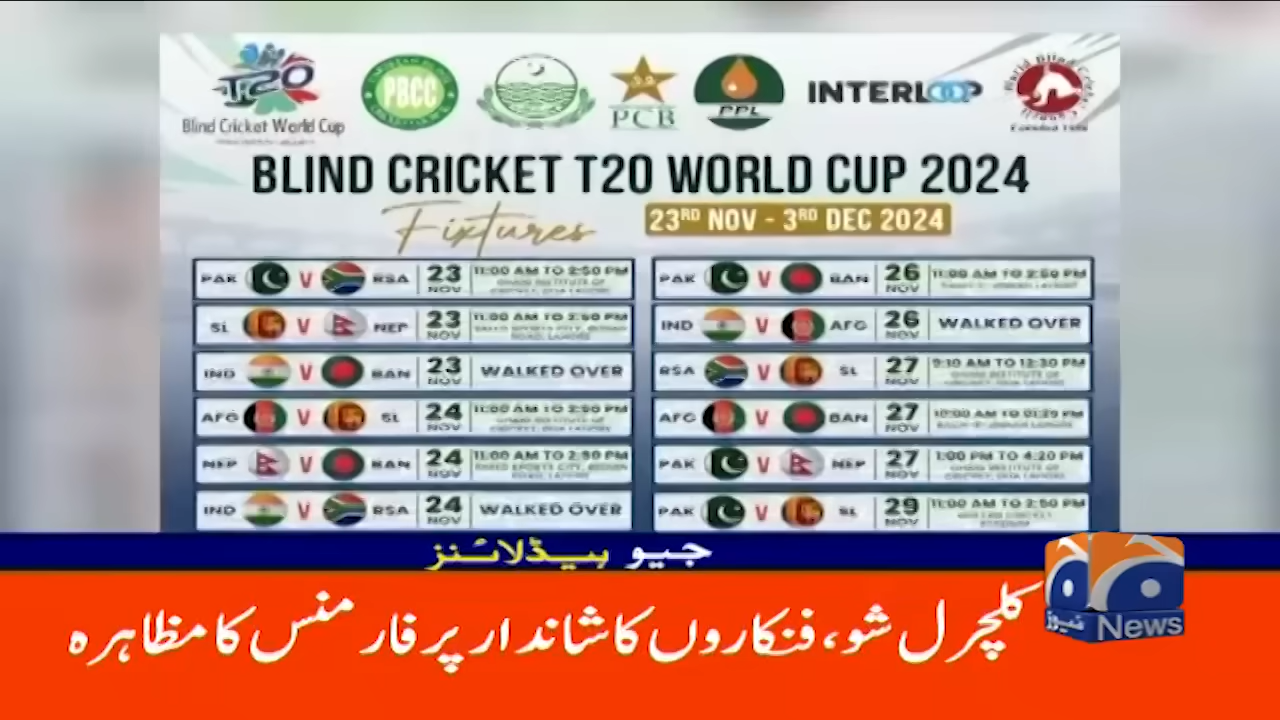 T20
Blind Cricket World Cup
PBCC
PCB
PPL
INTERLOOP
World Blind Cricket
BLIND CRICKET T20 WORLD CUP 2024
Fixtures
23RD NOV - 3RD DEC 2024
PAK V RSA 23 NOV 11:00 AM TO 2:50 PM
SL V NEP 23 NOV 11:00 AM TO 2:50 PM
IND V BAN 23 NOV WALKED OVER
AFG V SL 24 NOV 11:00 AM TO 2:50 PM
NEP V BAN 24 NOV 11:00 AM TO 2:50 PM
IND V RSA 24 NOV WALKED OVER
PAK V BAN 26 NOV 11:00 AM TO 2:50 PM
IND V AFG 26 NOV WALKED OVER
RSA V SL 27 NOV 9:10 AM TO 12:30 PM
AFG V BAN 27 NOV
PAK V NEP 27 NOV 1:00 PM TO 4:20 PM
PAK V SL 29 NOV 11:00 AM TO 2:50 PM
جیو ہیڈلائنز
کلچرل شو، فنکاروں کا شاندار پرفارمنس کا مظاہرہ
نیوز News